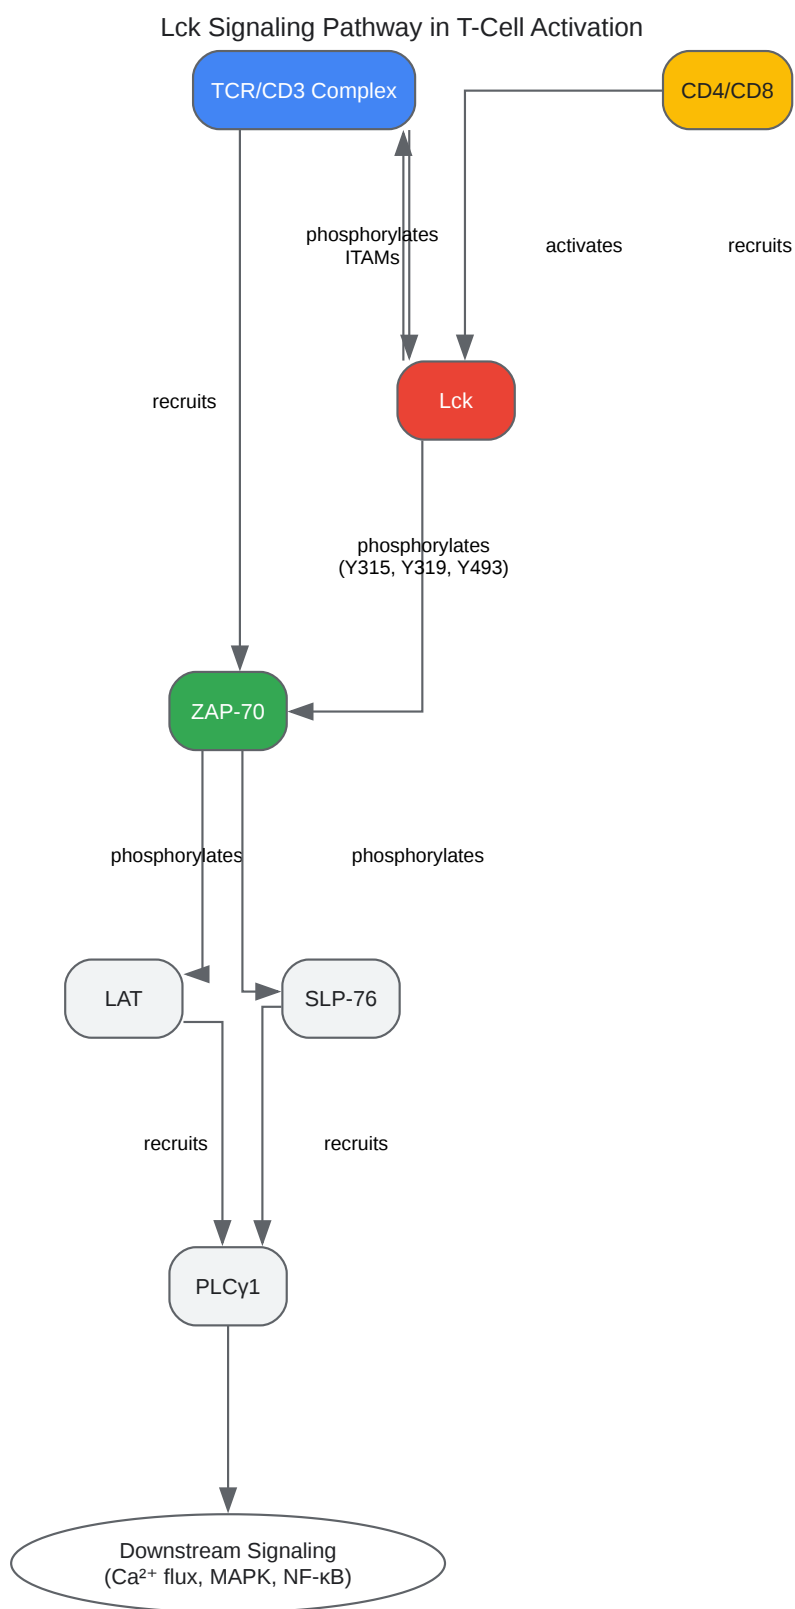 Lck Signaling Pathway in T-Cell Activation
TCR/CD3 Complex
CD4/CD8
phosphorylates
ITAMs
activates
recruits
recruits
Lck
phosphorylates
(Y315, Y319, Y493)
ZAP-70
phosphorylates
phosphorylates
LAT
SLP-76
recruits
recruits
PLCγ1
Downstream Signaling
(Ca²⁺ flux, MAPK, NF-κB)